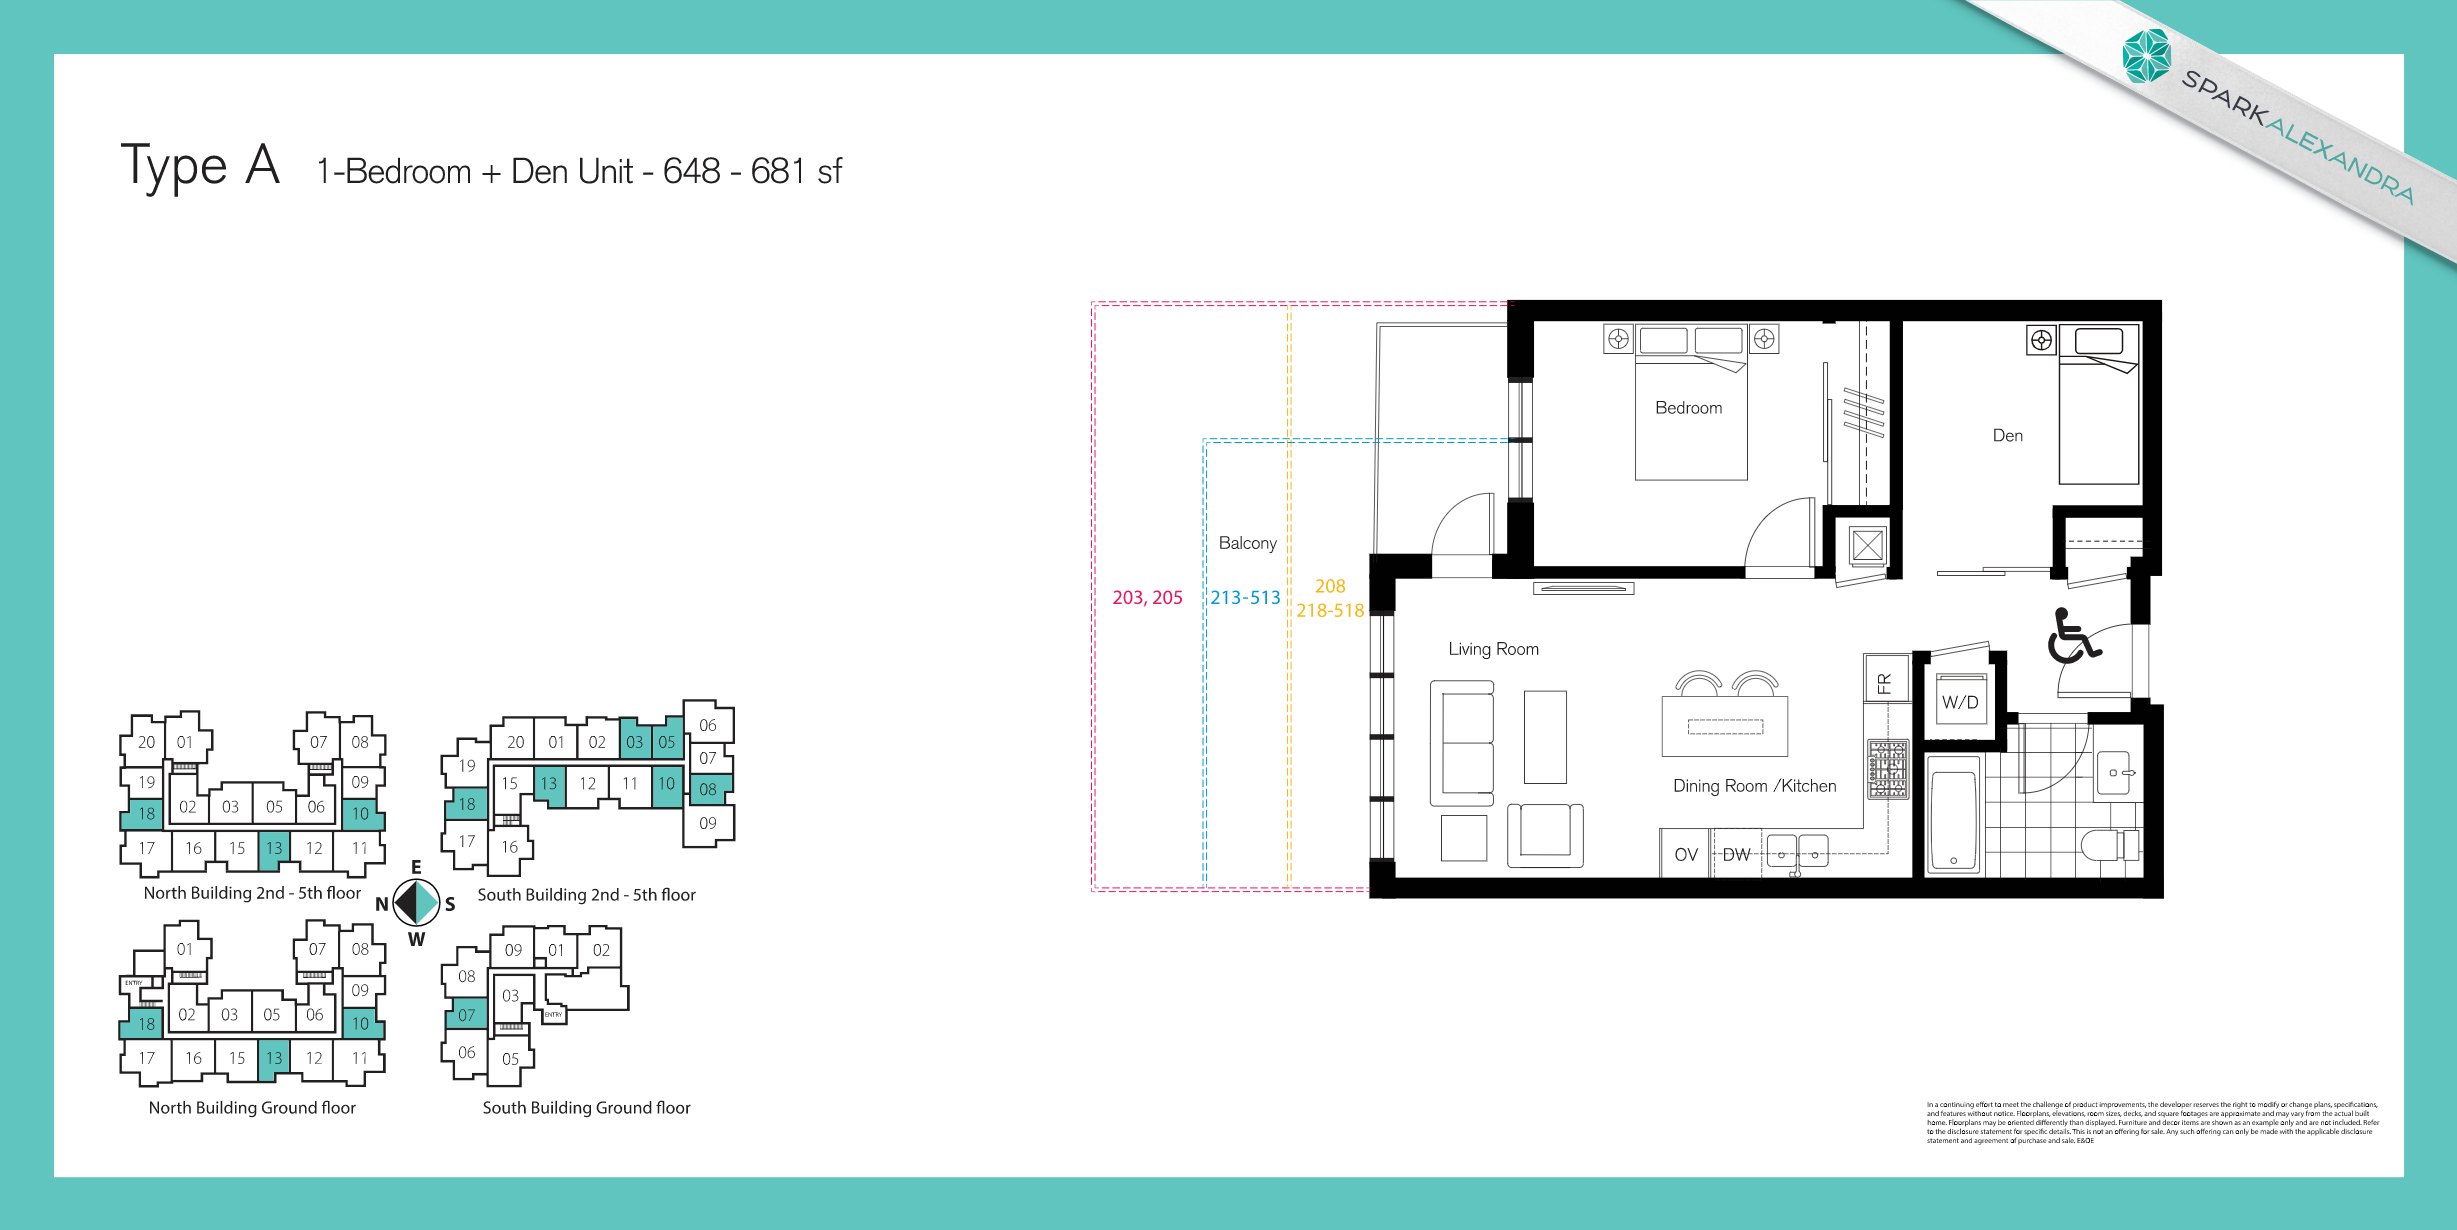 SPARKALEXANDRA
Type A 1-Bedroom + Den Unit - 648 - 681 sf
Bedroom
Den
Balcony
203, 205
213-513
208
218-518
Living Room
FR
W/D
Dining Room /Kitchen
OV
DW
20 01 07 08
19 09
18 02 03 05 06 10
17 16 15 13 12 11
North Building 2nd - 5th floor
06
20 01 02 03 05
19 07
15 13 12 11 10 08
18
17 16 09
South Building 2nd - 5th floor
E
N S
W
01 07 08
ENTRY
09
18 02 03 05 06 10
17 16 15 13 12 11
North Building Ground floor
09 01 02
08
03
07 ENTRY
06 05
South Building Ground floor
In a continuing effort to meet the challenge of product improvements, the developer reserves the right to modify or change plans, specifications,
and features without notice. Floorplans, elevations, room sizes, decks, and square footages are approximate and may vary from the actual built
home. Floorplans may be oriented differently than displayed. Furniture and decor items are shown as an example only and are not included. Refer
to the disclosure statement for specific details. This is not an offering for sale. Any such offering can only be made with the applicable disclosure
statement and agreement of purchase and sale. E&OE